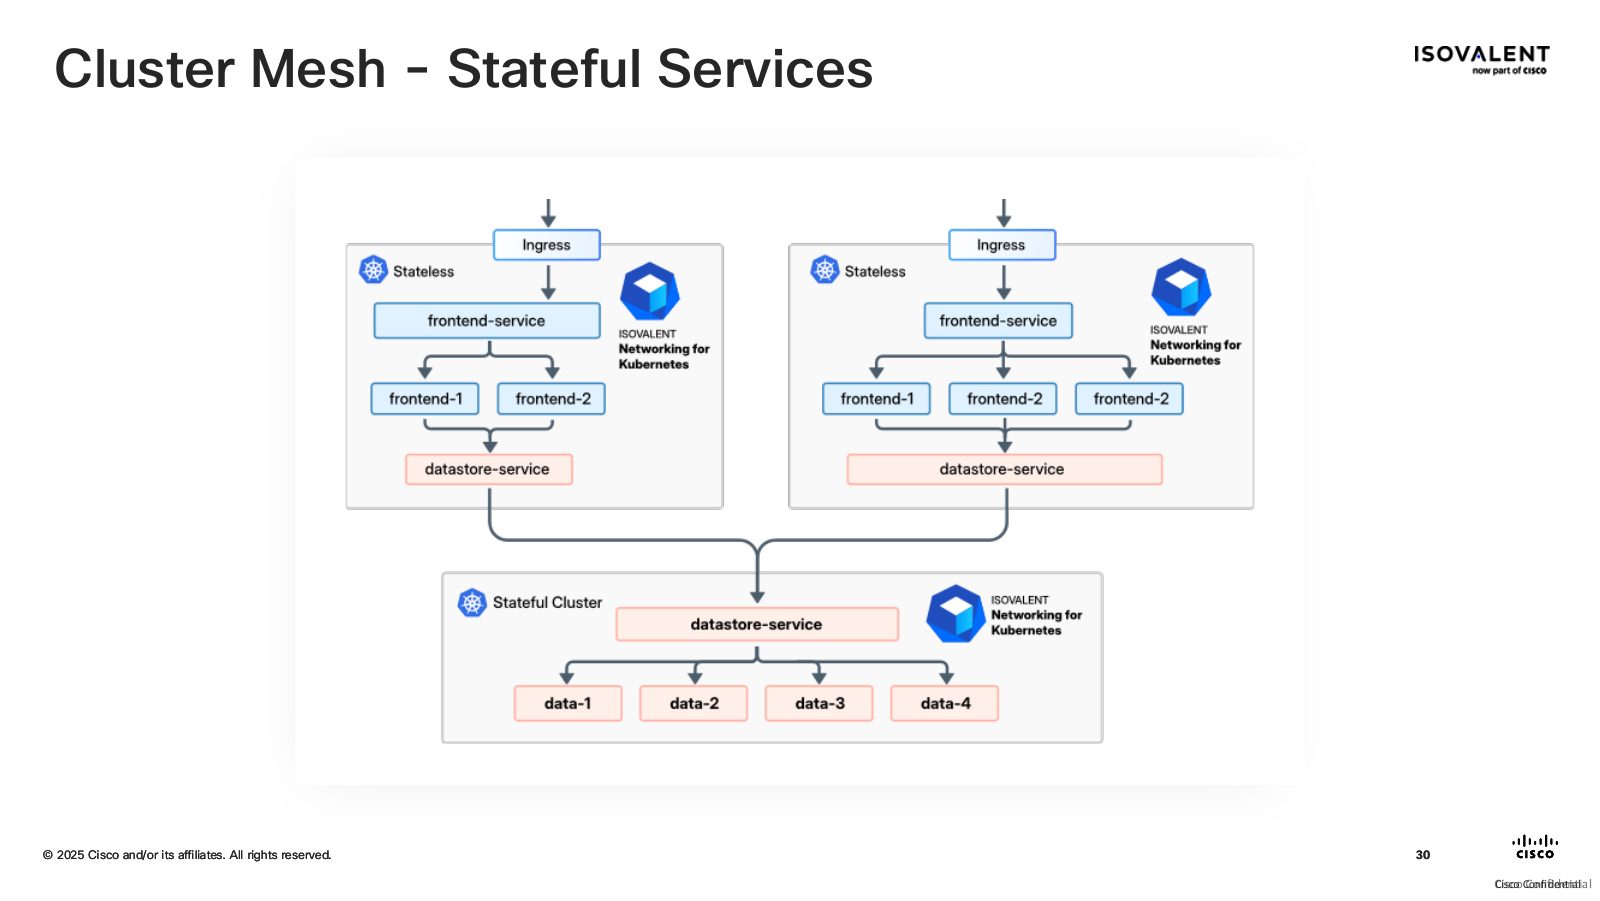 Cluster Mesh - Stateful Services
ISOVALENT
now part of CISCO
Ingress
Stateless
frontend-service
ISOVALENT
Networking for
Kubernetes
frontend-1
frontend-2
datastore-service
Ingress
Stateless
frontend-service
ISOVALENT
Networking for
Kubernetes
frontend-1
frontend-2
frontend-2
datastore-service
Stateful Cluster
datastore-service
ISOVALENT
Networking for
Kubernetes
data-1
data-2
data-3
data-4
© 2025 Cisco and/or its affiliates. All rights reserved.
30
CISCO
Cisco Confidential